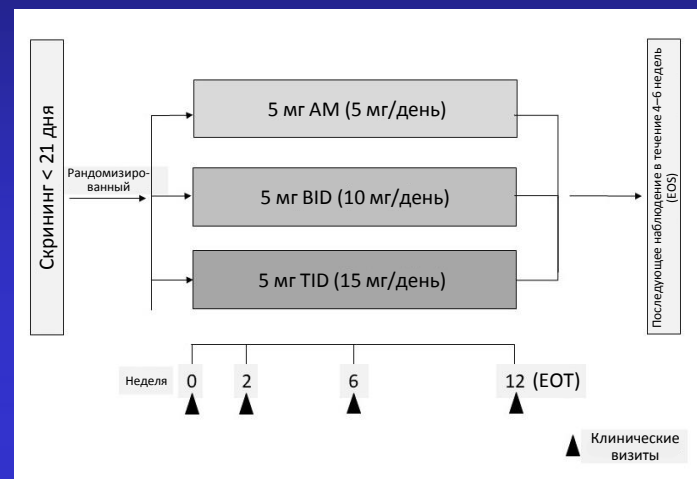 Скрининг < 21 дня
Рандомизиро-
ванный
5 мг AM (5 мг/день)
5 мг BID (10 мг/день)
5 мг TID (15 мг/день)
Последующее наблюдение в течение 4–6 недель
(EOS)
Неделя 0 2 6 12 (EOT)
Клинические
визиты